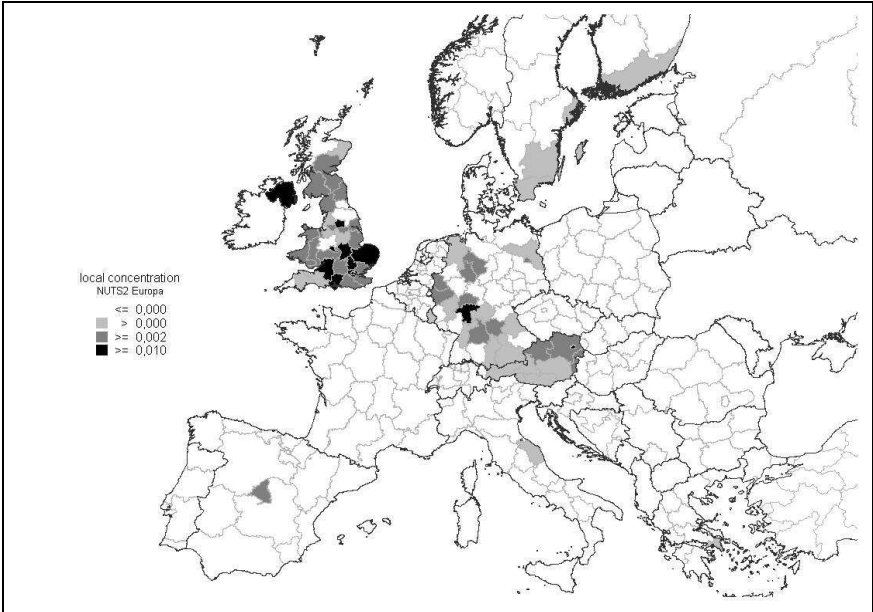 local concentration
NUTS2 Europa
<= 0,000
> 0,000
>= 0,002
>= 0,010